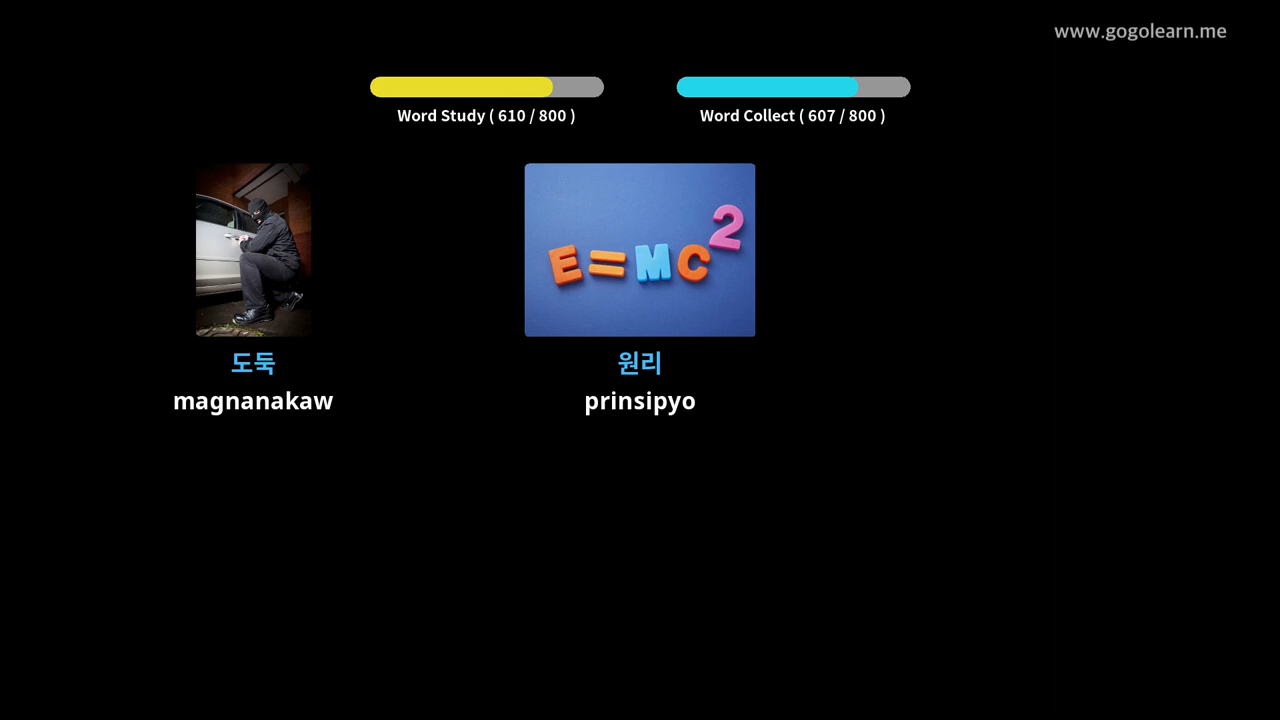 www.gogolearn.me
Word Study ( 610 / 800 )
Word Collect ( 607 / 800 )
E=MC2
도둑
magnanakaw
원리
prinsipyo